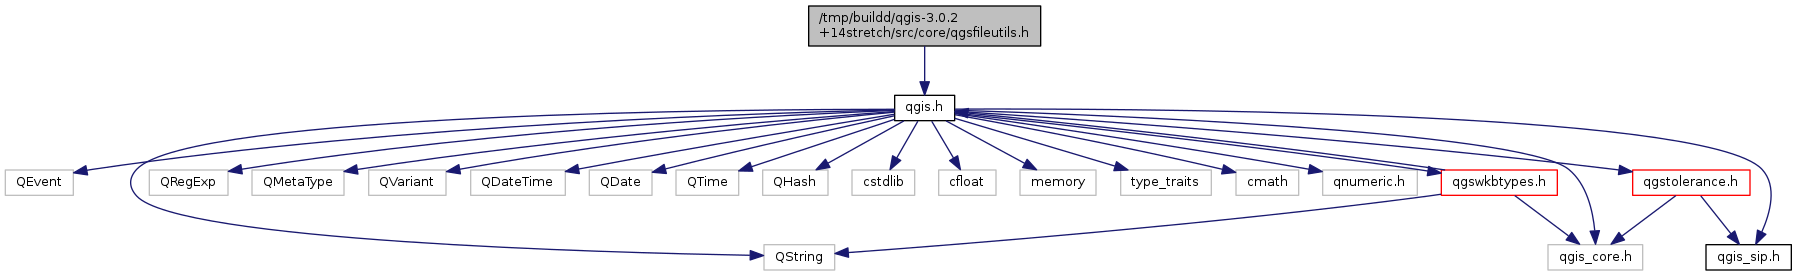 /tmp/buildd/qgis-3.0.2
+14stretch/src/core/qgsfileutils.h
qgis.h
QEvent
QRegExp
QMetaType
QVariant
QDateTime
QDate
QTime
QHash
cstdlib
cfloat
memory
type_traits
cmath
qnumeric.h
qgswkbtypes.h
qgstolerance.h
QString
qgis_core.h
qgis_sip.h